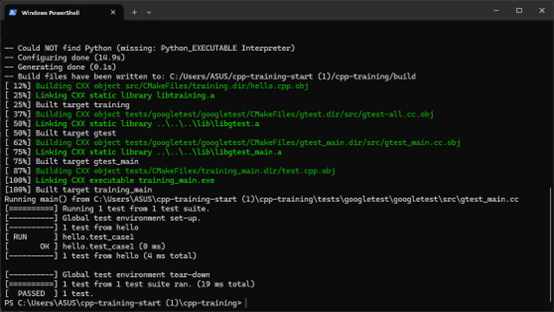 Windows PowerShell
-- Could NOT find Python (missing: Python_EXECUTABLE Interpreter)
-- Configuring done (14.9s)
-- Generating done (0.1s)
-- Build files have been written to: C:/Users/ASUS/cpp-training-start (1)/cpp-training/build
[ 12%] Building CXX object src/CMakeFiles/training.dir/hello.cpp.obj
[ 25%] Linking CXX static library libtraining.a
[ 25%] Built target training
[ 37%] Building CXX object tests/googletest/googletest/CMakeFiles/gtest.dir/src/gtest-all.cc.obj
[ 50%] Linking CXX static library ..\..\..\lib\libgtest.a
[ 50%] Built target gtest
[ 62%] Building CXX object tests/googletest/googletest/CMakeFiles/gtest_main.dir/src/gtest_main.cc.obj
[ 75%] Linking CXX static library ..\..\..\lib\libgtest_main.a
[ 75%] Built target gtest_main
[ 87%] Building CXX object tests/CMakeFiles/training_main.dir/test.cpp.obj
[100%] Linking CXX executable training_main.exe
[100%] Built target training_main
Running main() from C:\Users\ASUS\cpp-training-start (1)\cpp-training\tests\googletest\googletest\src\gtest_main.cc
[==========] Running 1 test from 1 test suite.
[----------] Global test environment set-up.
[----------] 1 test from hello
[ RUN      ] hello.test_case1
[       OK ] hello.test_case1 (0 ms)
[----------] 1 test from hello (4 ms total)
[----------] Global test environment tear-down
[==========] 1 test from 1 test suite ran. (19 ms total)
[  PASSED  ] 1 test.
PS C:\Users\ASUS\cpp-training-start (1)\cpp-training>